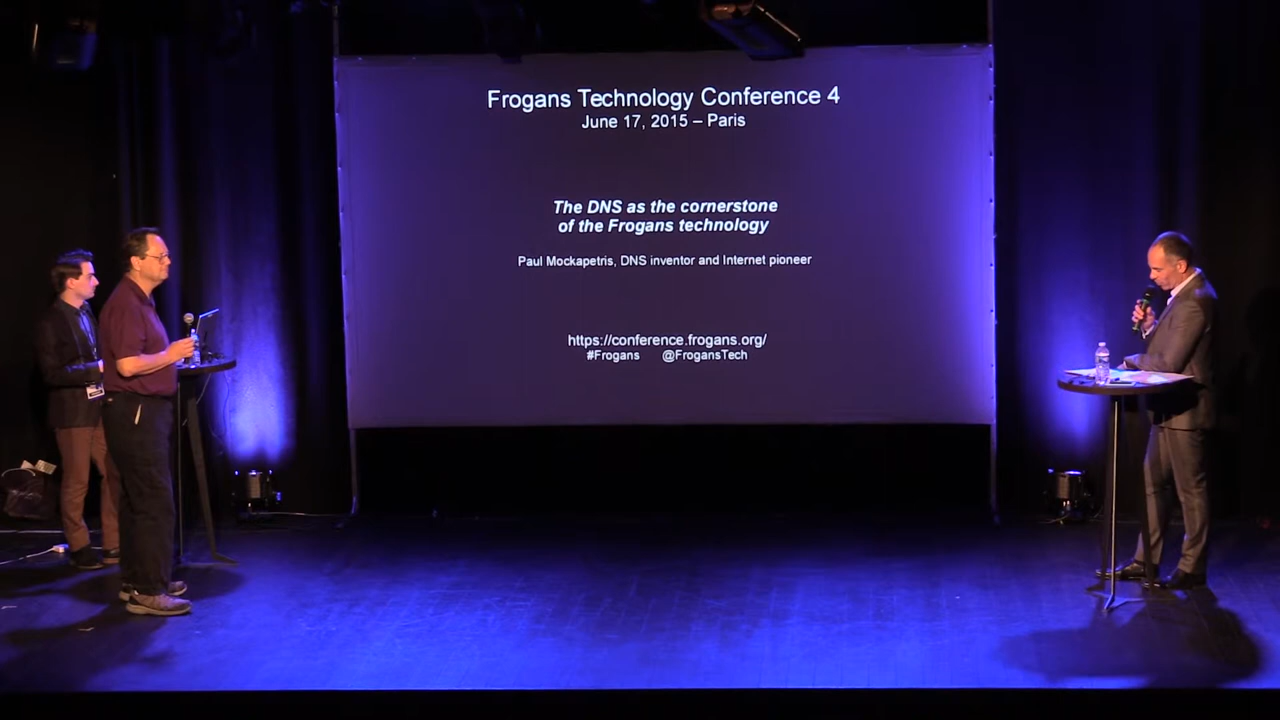 Frogans Technology Conference 4
June 17, 2015 – Paris
The DNS as the cornerstone
of the Frogans technology
Paul Mockapetris, DNS inventor and Internet pioneer
https://conference.frogans.org/
#Frogans @FrogansTech